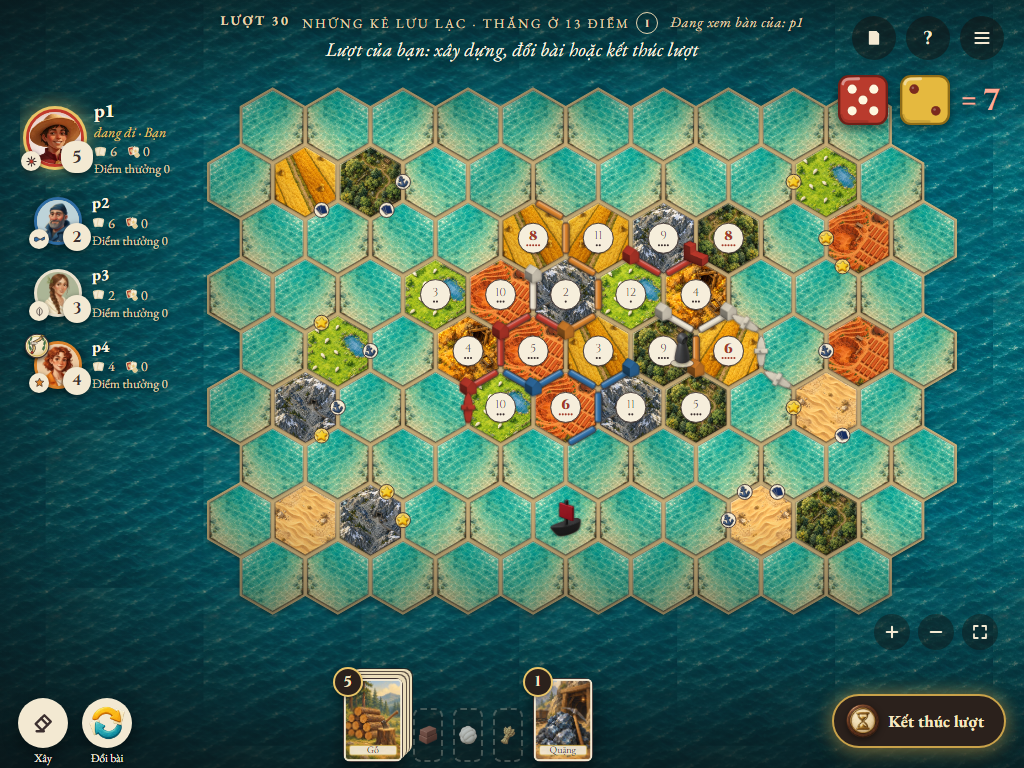 LƯỢT 30 NHỮNG KẺ LƯU LẠC · THẮNG Ở 13 ĐIỂM I Đang xem bàn của: p1
Lượt của bạn: xây dựng, đổi bài hoặc kết thúc lượt
?
= 7
p1
đang đi · Bạn
5 6 0
Điểm thưởng 0
p2
2 6 0
Điểm thưởng 0
p3
3 2 0
Điểm thưởng 0
p4
4 4 0
Điểm thưởng 0
8 11 9 8
3 10 2 12 4
4 5 3 9 6
10 6 11 5
+ −
5 1
Gỗ Quặng
Xây Đổi bài
Kết thúc lượt